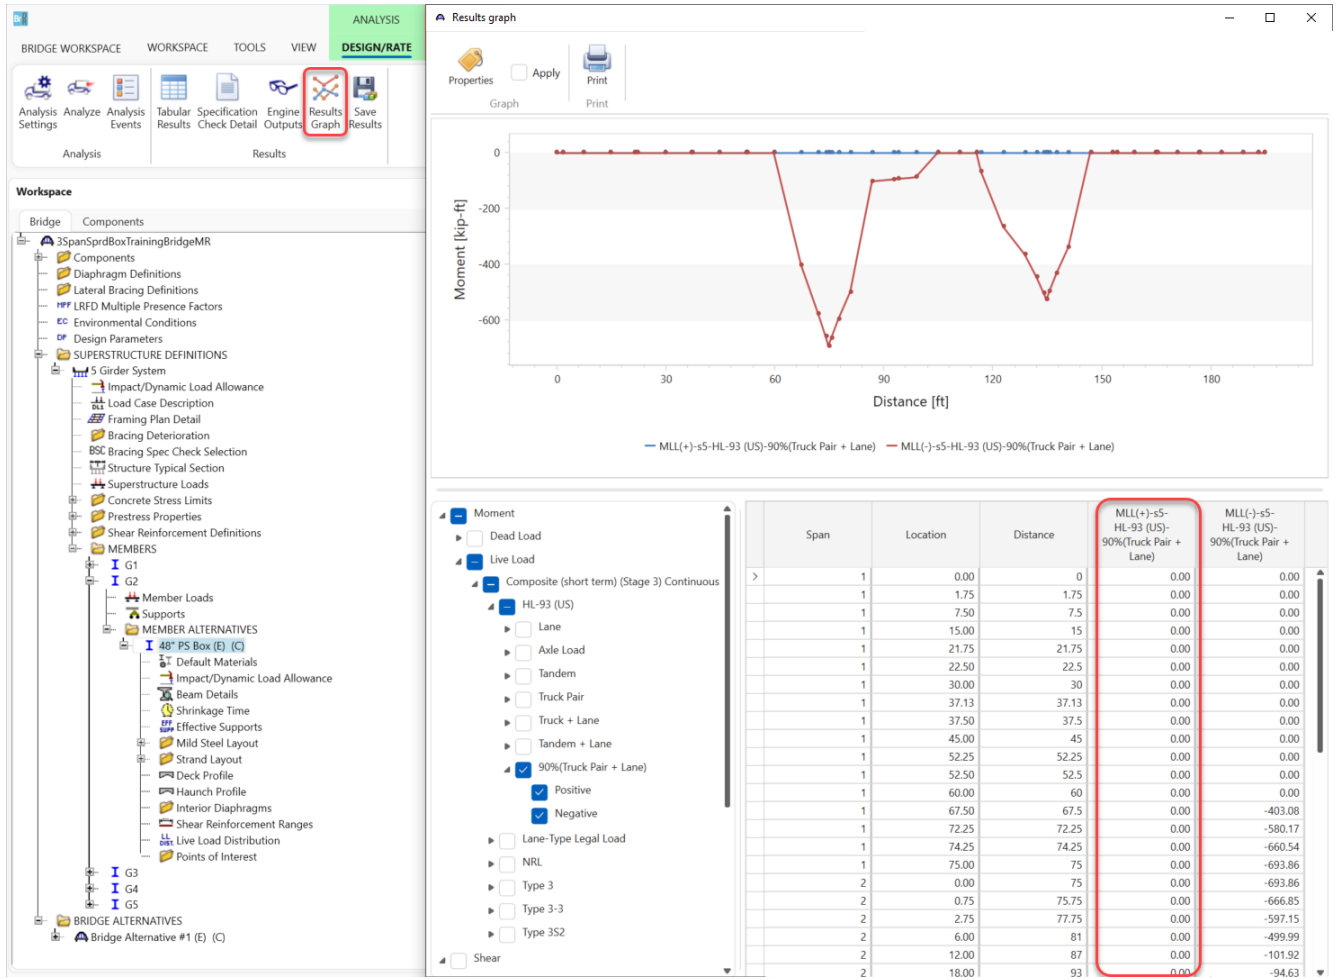 Br
ANALYSIS
BRIDGE WORKSPACE
WORKSPACE
TOOLS
VIEW
DESIGN/RATE
Analysis Settings
Analyze
Analysis Events
Tabular Results
Specification Check Detail
Engine Outputs
Results Graph
Save Results
Analysis
Results
Workspace
Bridge
Components
3SpanSprdBoxTrainingBridgeMR
Components
Diaphragm Definitions
Lateral Bracing Definitions
MPF LRFD Multiple Presence Factors
EC Environmental Conditions
DP Design Parameters
SUPERSTRUCTURE DEFINITIONS
5 Girder System
Impact/Dynamic Load Allowance
DL1 Load Case Description
Framing Plan Detail
Bracing Deterioration
BSC Bracing Spec Check Selection
Structure Typical Section
Superstructure Loads
Concrete Stress Limits
Prestress Properties
Shear Reinforcement Definitions
MEMBERS
G1
G2
Member Loads
Supports
MEMBER ALTERNATIVES
48" PS Box (E) (C)
Default Materials
Impact/Dynamic Load Allowance
Beam Details
Shrinkage Time
EFF SUPP Effective Supports
Mild Steel Layout
Strand Layout
Deck Profile
Haunch Profile
Interior Diaphragms
Shear Reinforcement Ranges
LL DIST. Live Load Distribution
Points of Interest
G3
G4
G5
BRIDGE ALTERNATIVES
Bridge Alternative #1 (E) (C)
Results graph
Properties
Apply
Print
Graph
Print
0
-200
-400
-600
Moment [kip-ft]
0 30 60 90 120 150 180
Distance [ft]
MLL(+)-s5-HL-93 (US)-90%(Truck Pair + Lane) MLL(-)-s5-HL-93 (US)-90%(Truck Pair + Lane)
Moment
Dead Load
Live Load
Composite (short term) (Stage 3) Continuous
HL-93 (US)
Lane
Axle Load
Tandem
Truck Pair
Truck + Lane
Tandem + Lane
90%(Truck Pair + Lane)
Positive
Negative
Lane-Type Legal Load
NRL
Type 3
Type 3-3
Type 3S2
Shear
Span Location Distance MLL(+)-s5-HL-93 (US)-90%(Truck Pair + Lane) MLL(-)-s5-HL-93 (US)-90%(Truck Pair + Lane)
1 0.00 0 0.00 0.00
1 1.75 1.75 0.00 0.00
1 7.50 7.5 0.00 0.00
1 15.00 15 0.00 0.00
1 21.75 21.75 0.00 0.00
1 22.50 22.5 0.00 0.00
1 30.00 30 0.00 0.00
1 37.13 37.13 0.00 0.00
1 37.50 37.5 0.00 0.00
1 45.00 45 0.00 0.00
1 52.25 52.25 0.00 0.00
1 52.50 52.5 0.00 0.00
1 60.00 60 0.00 0.00
1 67.50 67.5 0.00 -403.08
1 72.25 72.25 0.00 -580.17
1 74.25 74.25 0.00 -660.54
1 75.00 75 0.00 -693.86
2 0.00 75 0.00 -693.86
2 0.75 75.75 0.00 -666.85
2 2.75 77.75 0.00 -597.15
2 6.00 81 0.00 -499.99
2 12.00 87 0.00 -101.92
2 18.00 93 0.00 -94.63